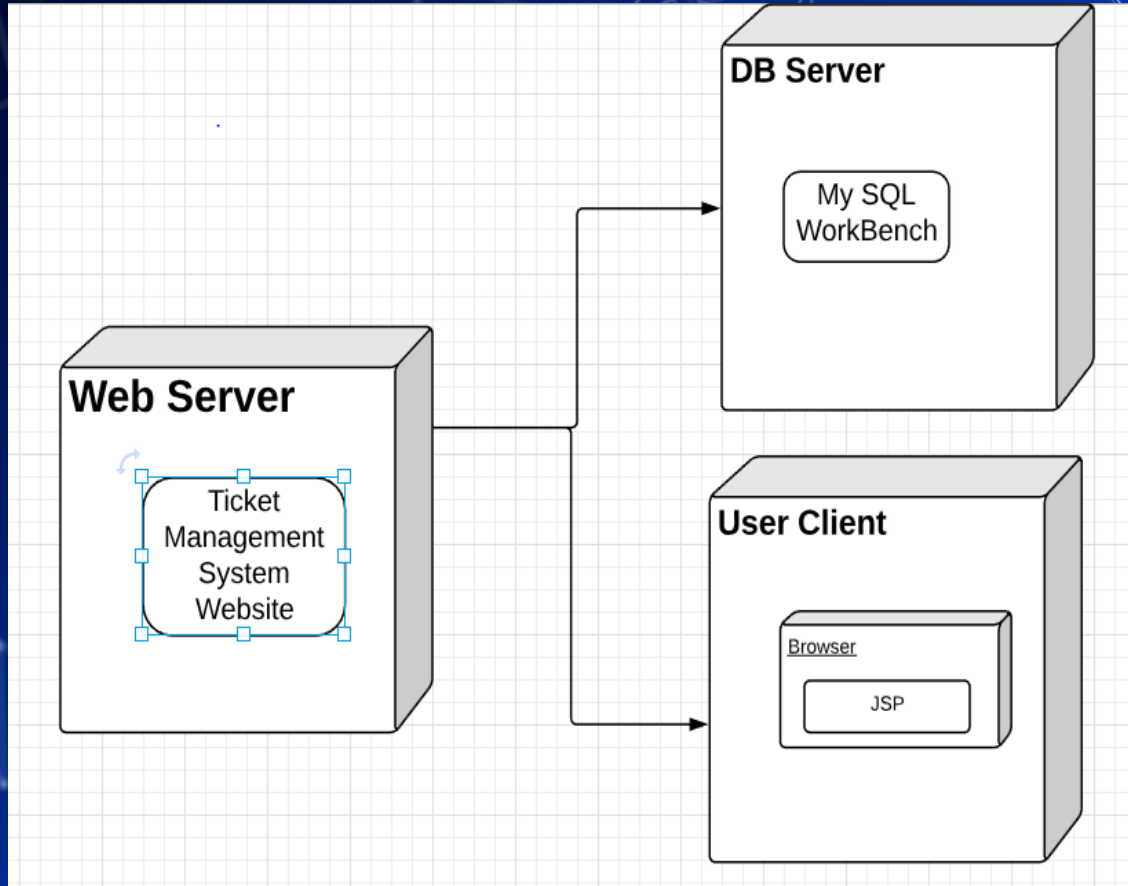 DB Server
My SQL
WorkBench
Web Server
Ticket
Management
System
Website
User Client
Browser
JSP